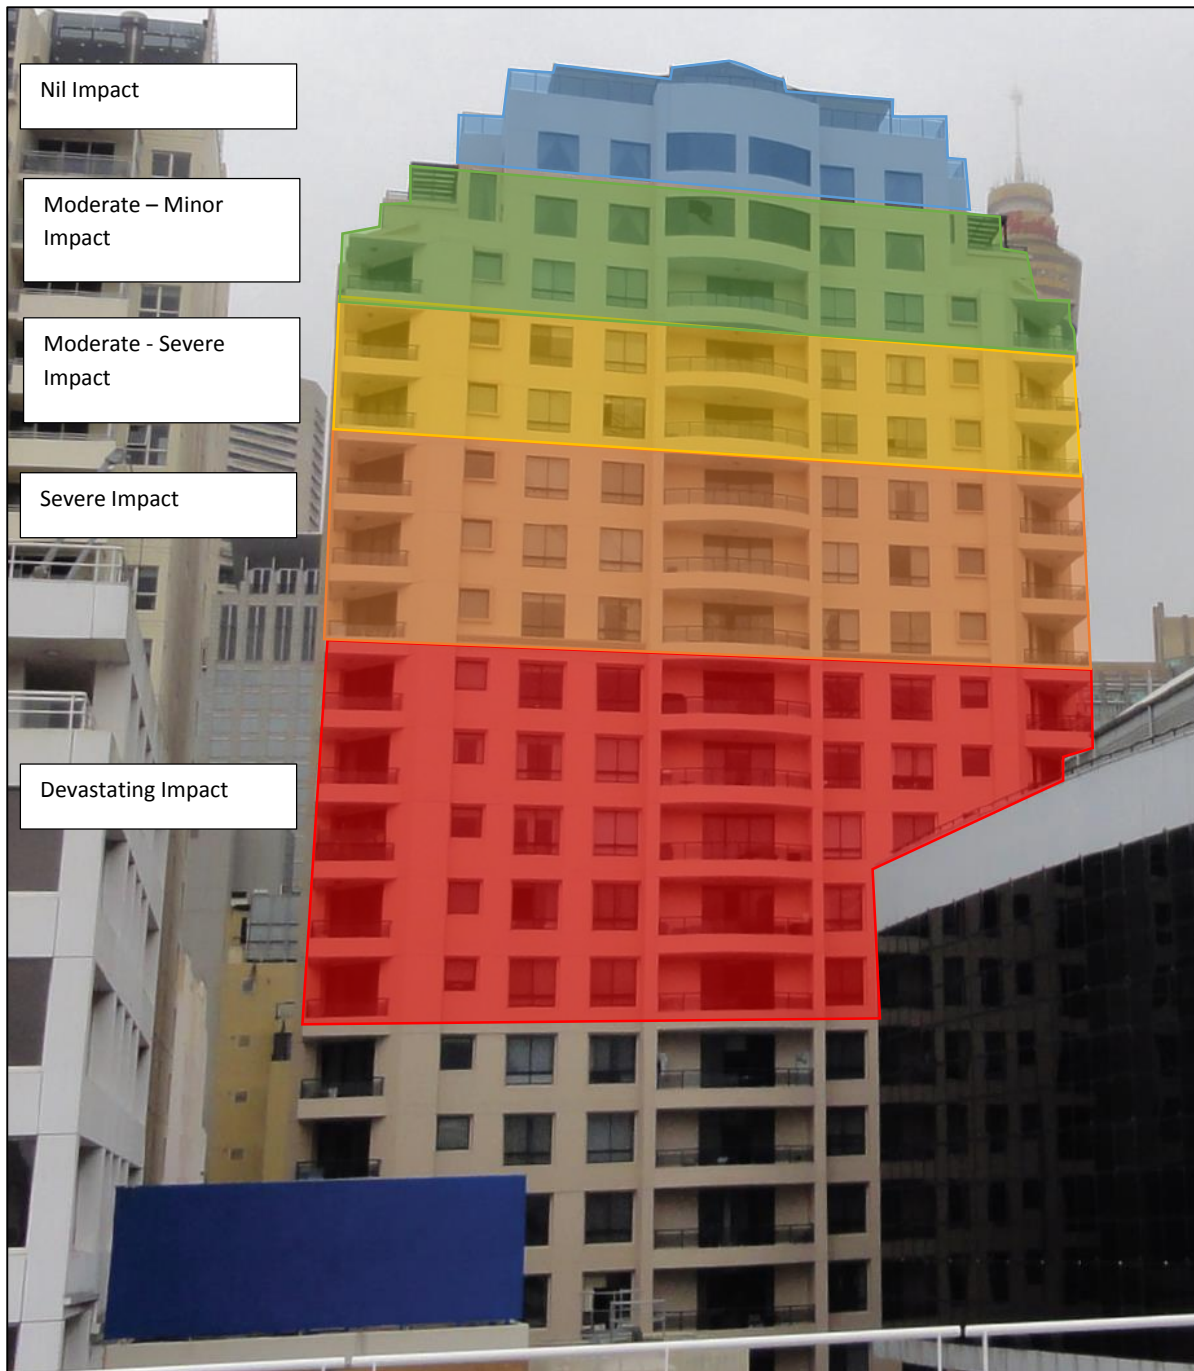 Nil Impact
Moderate – Minor
Impact
Moderate - Severe
Impact
Severe Impact
Devastating Impact